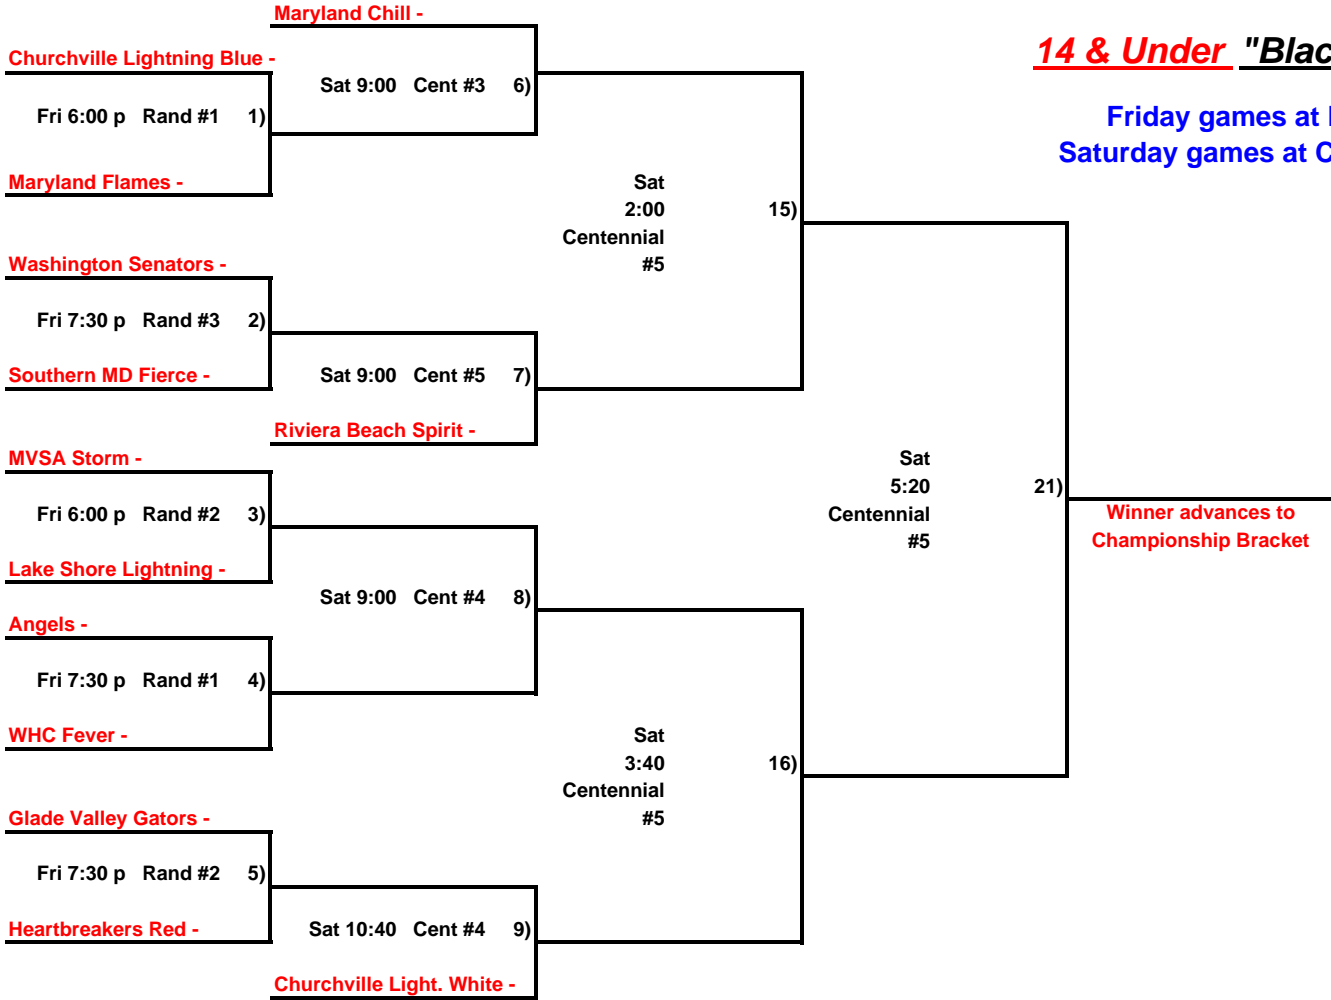 Maryland Chill -
14 & Under "Blac
Churchville Lightning Blue -
Sat 9:00 Cent #3 6)
Fri 6:00 p Rand #1 1)
Friday games at
Saturday games at C
Maryland Flames -
Sat
2:00 15)
Centennial
#5
Washington Senators -
Fri 7:30 p Rand #3 2)
Southern MD Fierce -
Sat 9:00 Cent #5 7)
Riviera Beach Spirit -
MVSA Storm -
Sat
5:20 21)
Centennial
#5
Winner advances to
Championship Bracket
Fri 6:00 p Rand #2 3)
Lake Shore Lightning -
Sat 9:00 Cent #4 8)
Angels -
Fri 7:30 p Rand #1 4)
WHC Fever -
Sat
3:40 16)
Centennial
#5
Glade Valley Gators -
Fri 7:30 p Rand #2 5)
Heartbreakers Red -
Sat 10:40 Cent #4 9)
Churchville Light. White -